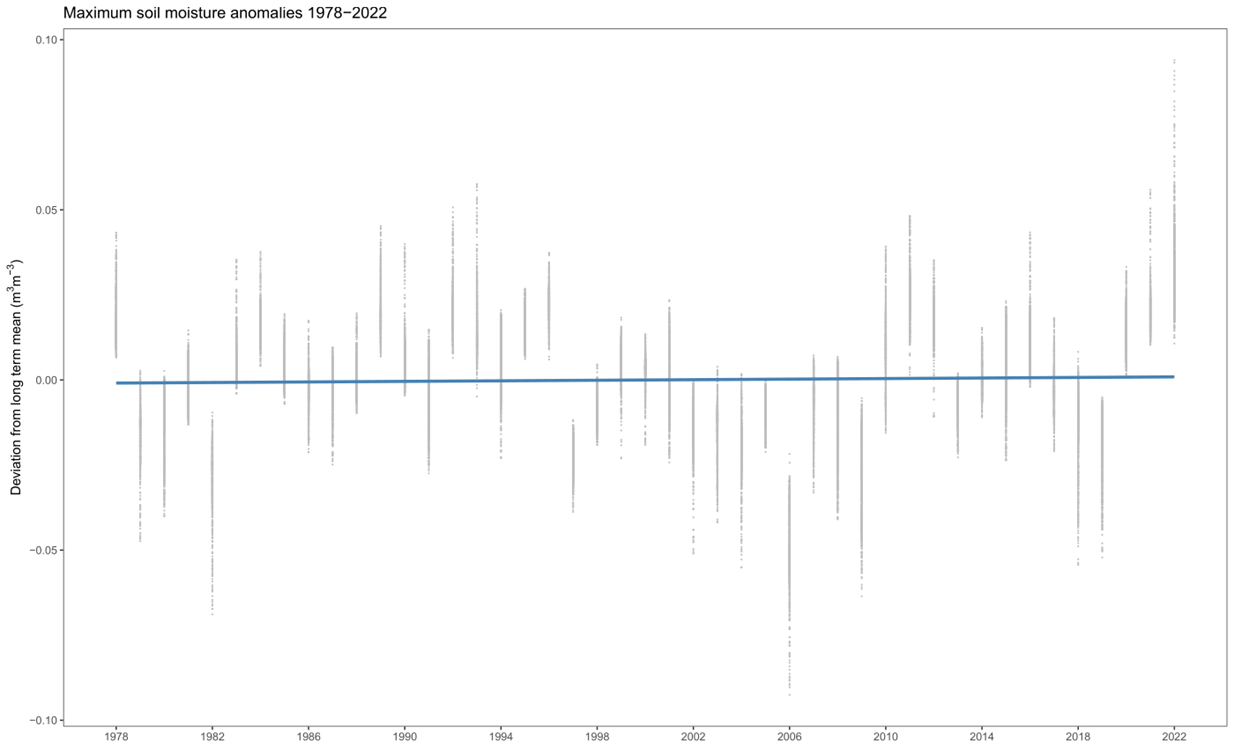 Maximum soil moisture anomalies 1978−2022
Deviation from long term mean (m³m⁻³)
0.10
0.05
0.00
−0.05
−0.10
1978 1982 1986 1990 1994 1998 2002 2006 2010 2014 2018 2022